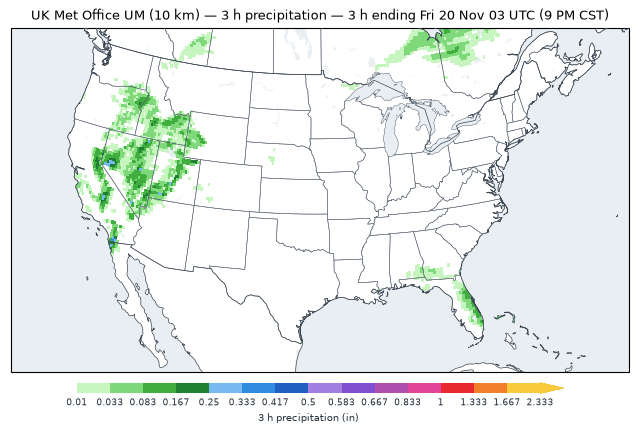 UK Met Office UM (10 km) — 3 h precipitation — 3 h ending Fri 20 Nov 03 UTC (9 PM CST)
0.01 0.033 0.083 0.167 0.25 0.333 0.417 0.5 0.583 0.667 0.833 1 1.333 1.667 2.333
3 h precipitation (in)